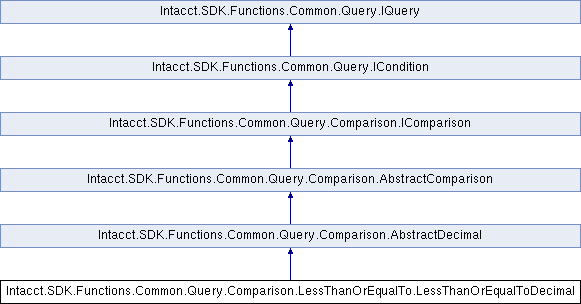 Intacct.SDK.Functions.Common.Query.IQuery
Intacct.SDK.Functions.Common.Query.ICondition
Intacct.SDK.Functions.Common.Query.Comparison.IComparison
Intacct.SDK.Functions.Common.Query.Comparison.AbstractComparison
Intacct.SDK.Functions.Common.Query.Comparison.AbstractDecimal
Intacct.SDK.Functions.Common.Query.Comparison.LessThanOrEqualTo.LessThanOrEqualToDecimal